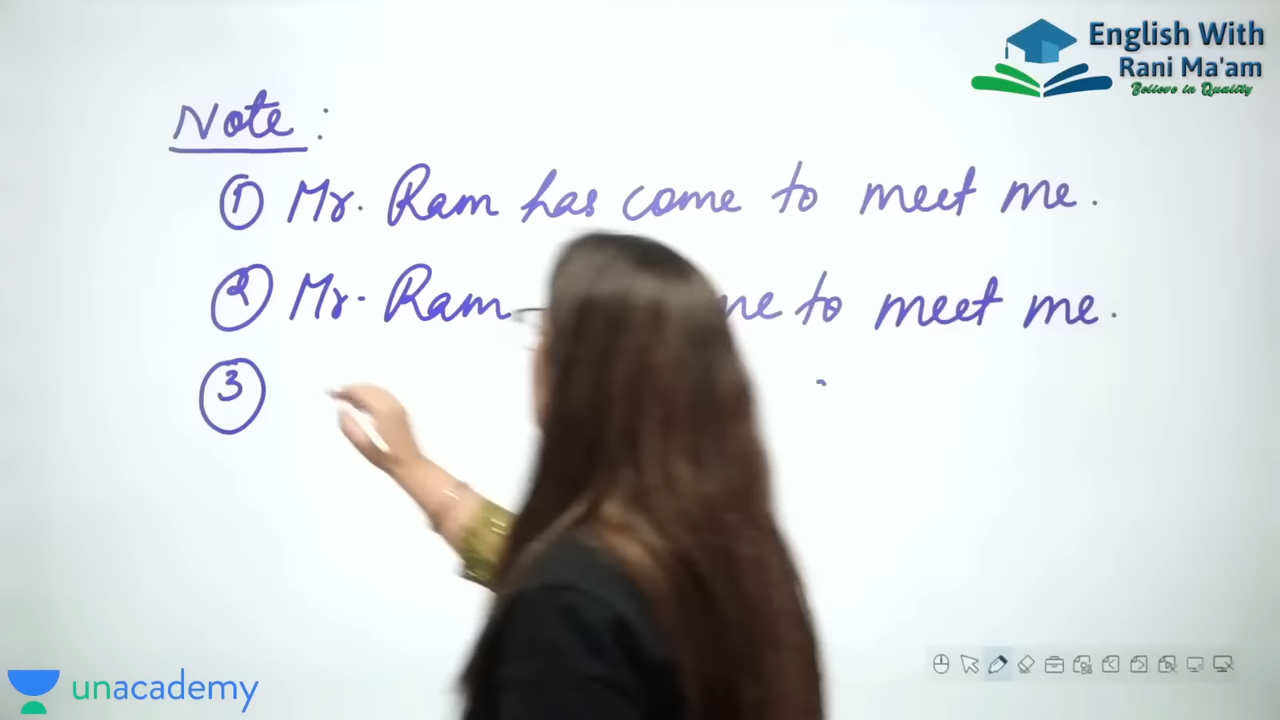 English With
Rani Ma'am
Believe in Quality
Note :
① Mr. Ram has come to meet me.
② Mr. Ram to meet me.
③
unacademy